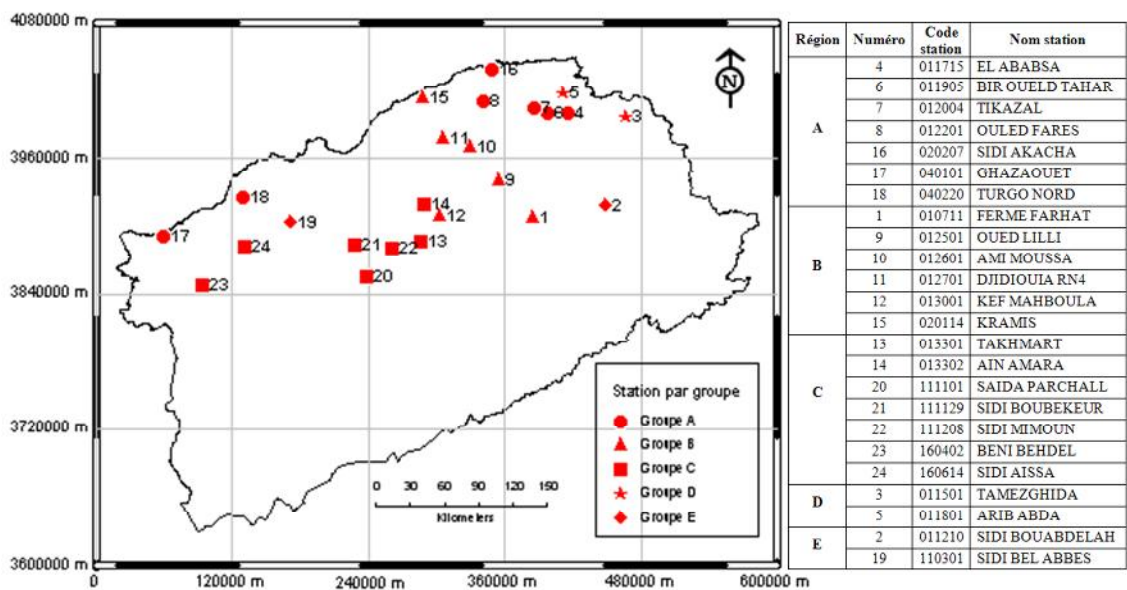 4080000 m
3960000 m
3840000 m
3720000 m
3600000 m
0 120000 m 240000 m 360000 m 480000 m 600000 m
N
16
15
8
7
6
4
5
3
11
10
9
18
19
14
12
1
2
17
24
21
22
13
23
20
Station par groupe
Groupe A
Groupe B
Groupe C
Groupe D
Groupe E
0 30 60 90 120 150
Kilometers
Région Numéro Code station Nom station
A
4 011715 EL ABABSA
6 011905 BIR OUELD TAHAR
7 012004 TIKAZAL
8 012201 OULED FARES
16 020207 SIDI AKACHA
17 040101 GHAZAOUET
18 040220 TURGO NORD
B
1 010711 FERME FARHAT
9 012501 OUED LILLI
10 012601 AMI MOUSSA
11 012701 DJIDIOUIA RN4
12 013001 KEF MAHBOULA
15 020114 KRAMIS
C
13 013301 TAKHMART
14 013302 AIN AMARA
20 111101 SAIDA PARCHALL
21 111129 SIDI BOUBEKEUR
22 111208 SIDI MIMOUN
23 160402 BENI BEHDEL
24 160614 SIDI AISSA
D
3 011501 TAMEZGHIDA
5 011801 ARIB ABDA
E
2 011210 SIDI BOUABDELAH
19 110301 SIDI BEL ABBES